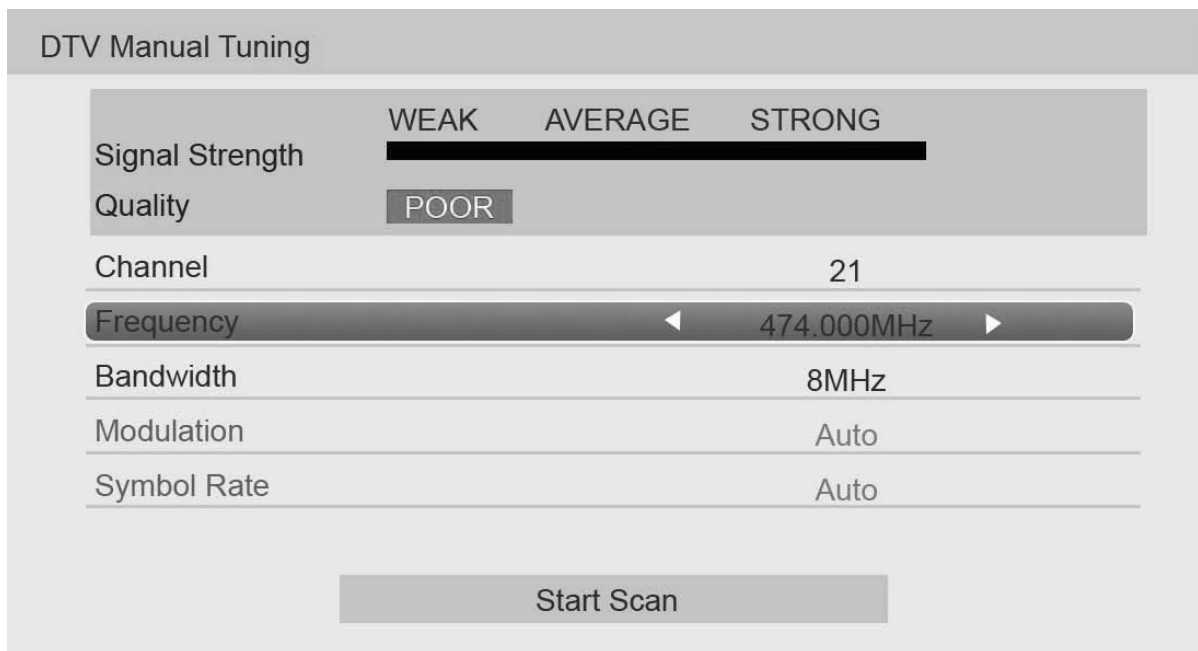 DTV Manual Tuning
WEAK AVERAGE STRONG
Signal Strength
Quality POOR
Channel 21
Frequency 474.000MHz
Bandwidth 8MHz
Modulation Auto
Symbol Rate Auto
Start Scan